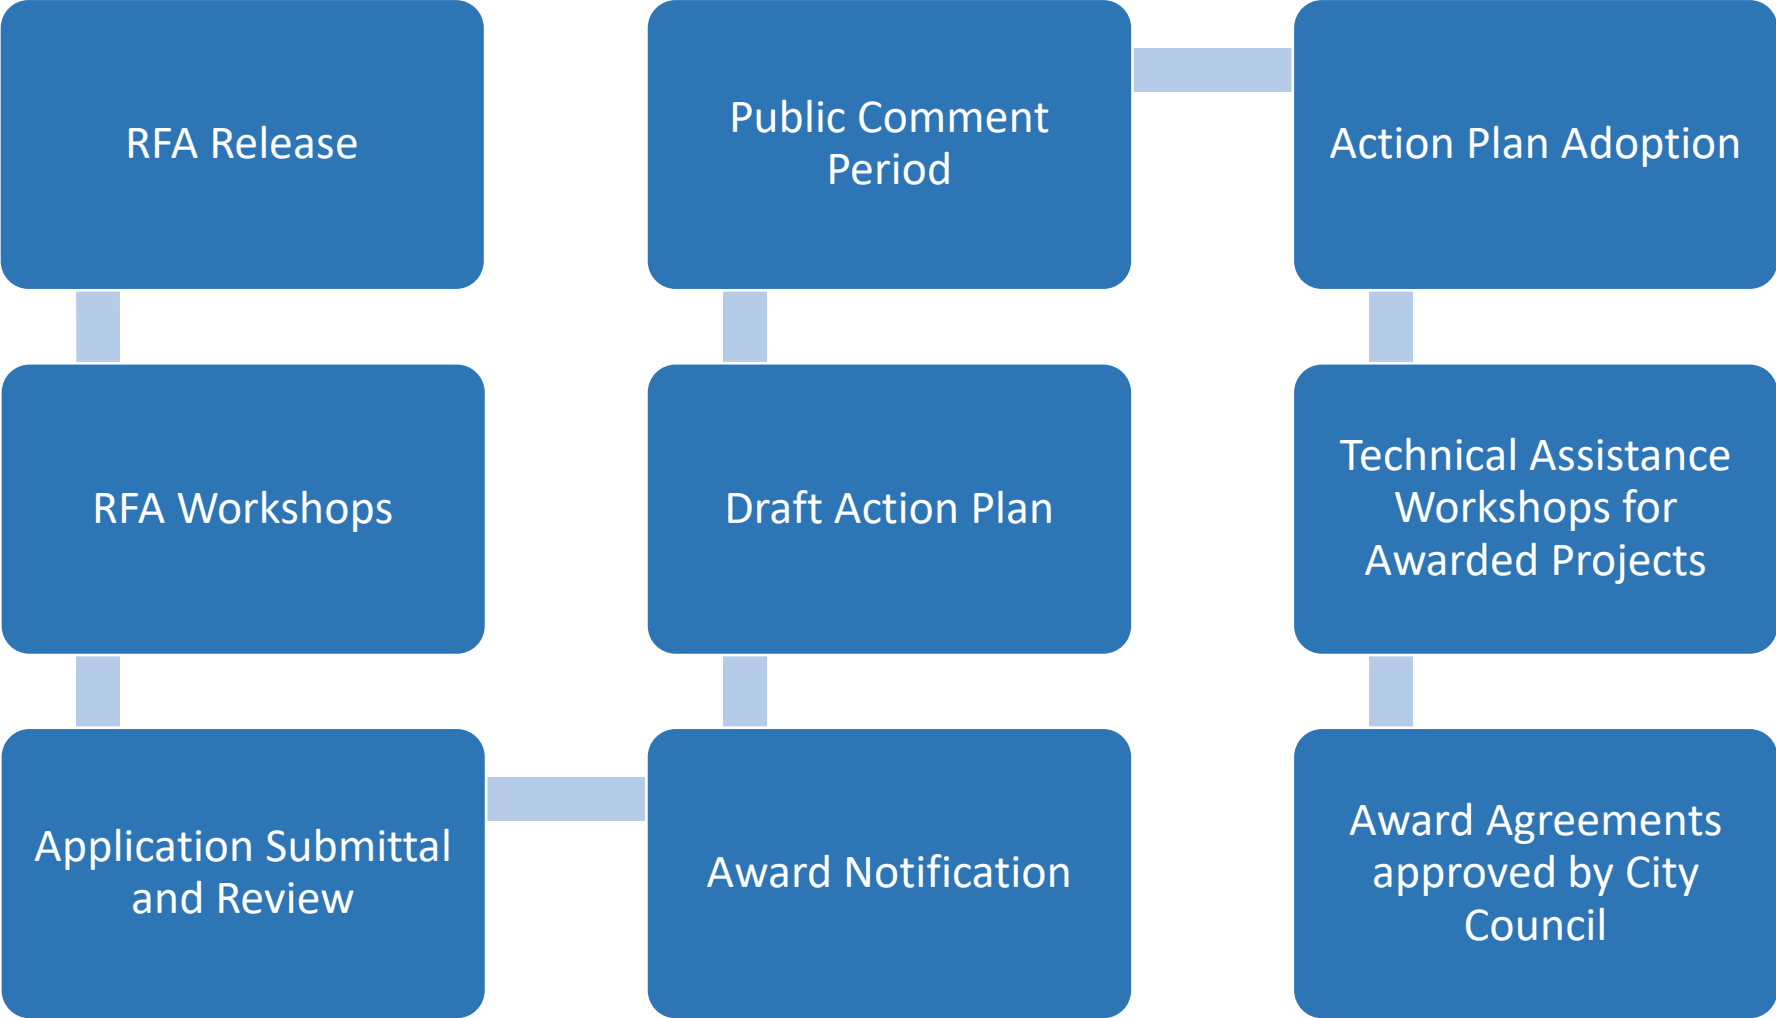 RFA Release
RFA Workshops
Application Submittal
and Review
Award Notification
Draft Action Plan
Public Comment
Period
Action Plan Adoption
Technical Assistance
Workshops for
Awarded Projects
Award Agreements
approved by City
Council